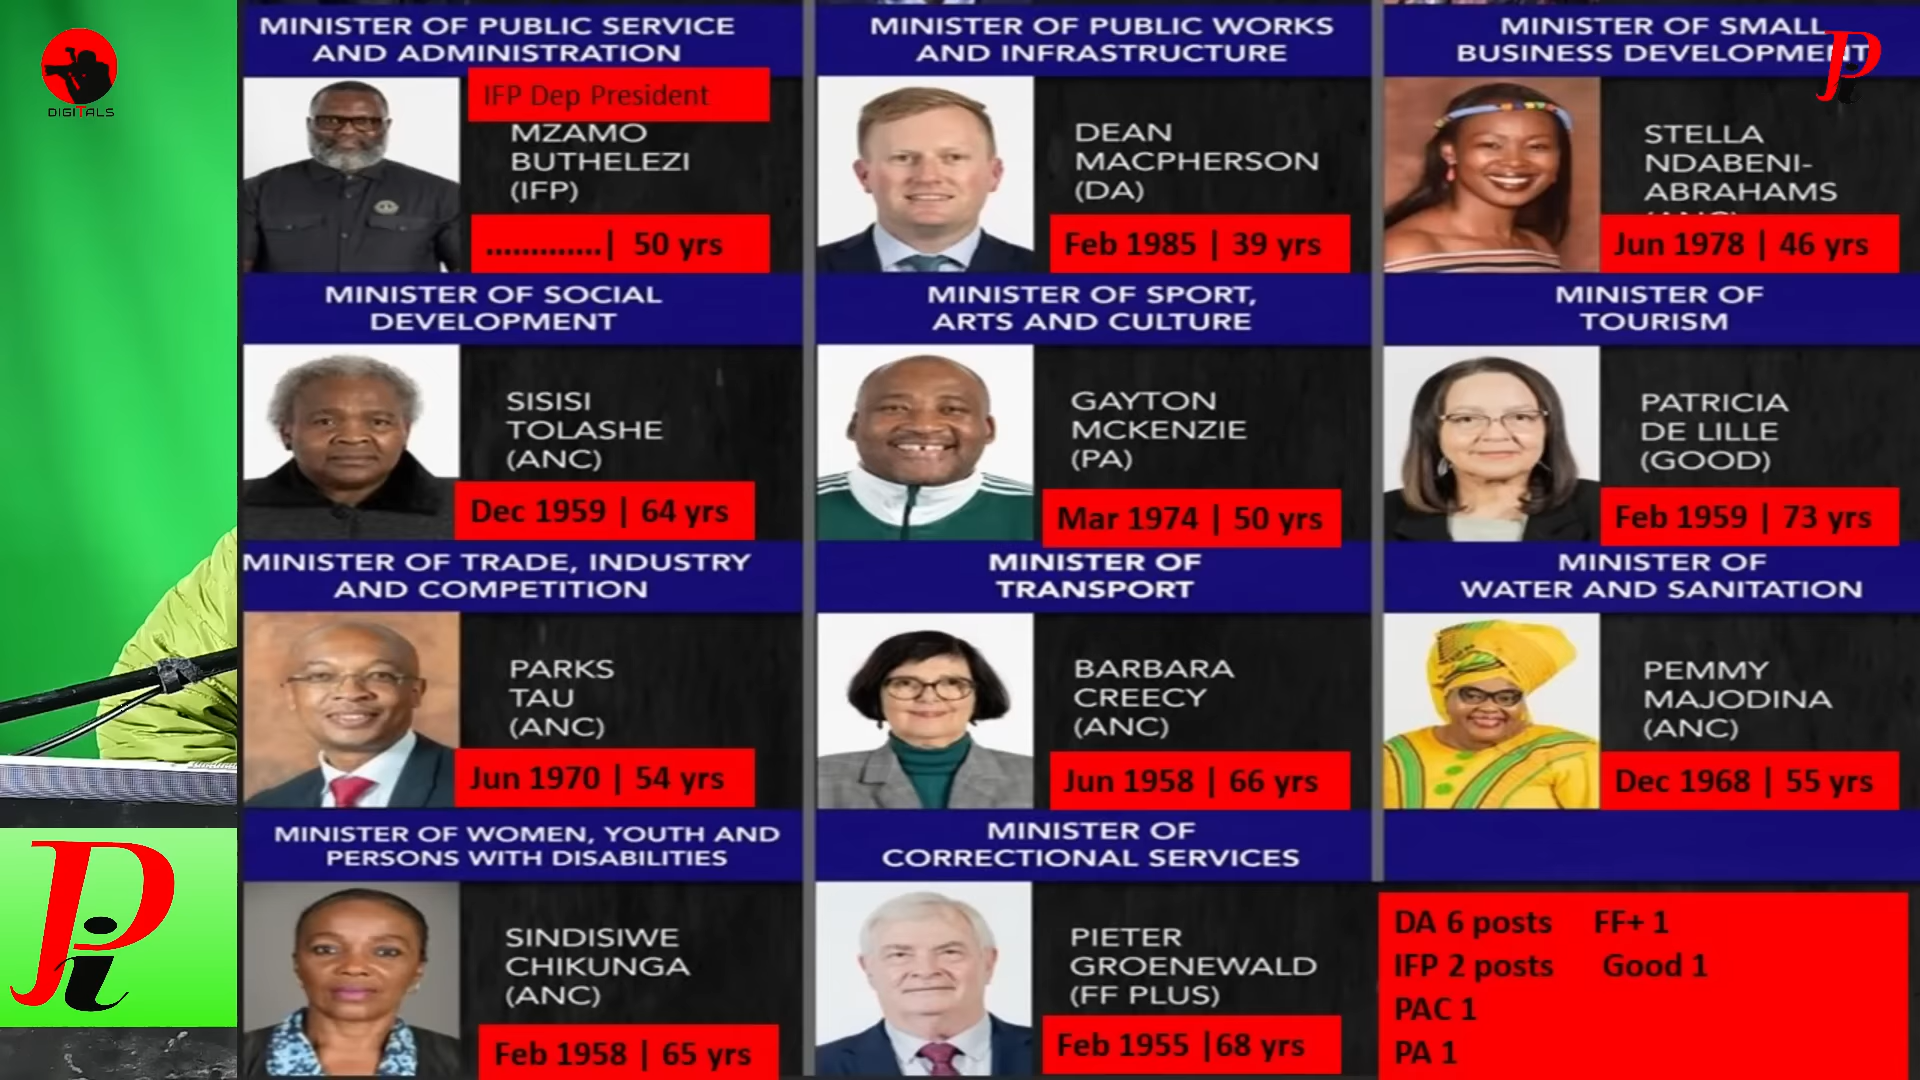 DIGITALS
MINISTER OF PUBLIC SERVICE
AND ADMINISTRATION
IFP Dep President
MZAMO
BUTHELEZI
(IFP)
.............| 50 yrs
MINISTER OF PUBLIC WORKS
AND INFRASTRUCTURE
DEAN
MACPHERSON
(DA)
Feb 1985 | 39 yrs
MINISTER OF SMALL
BUSINESS DEVELOPMENT
Pi
STELLA
NDABENI-
ABRAHAMS
Jun 1978 | 46 yrs
MINISTER OF SOCIAL
DEVELOPMENT
SISISI
TOLASHE
(ANC)
Dec 1959 | 64 yrs
MINISTER OF SPORT,
ARTS AND CULTURE
GAYTON
MCKENZIE
(PA)
Mar 1974 | 50 yrs
MINISTER OF
TOURISM
PATRICIA
DE LILLE
(GOOD)
Feb 1959 | 73 yrs
MINISTER OF TRADE, INDUSTRY
AND COMPETITION
PARKS
TAU
(ANC)
Jun 1970 | 54 yrs
MINISTER OF
TRANSPORT
BARBARA
CREECY
(ANC)
Jun 1958 | 66 yrs
MINISTER OF
WATER AND SANITATION
PEMMY
MAJODINA
(ANC)
Dec 1968 | 55 yrs
MINISTER OF WOMEN, YOUTH AND
PERSONS WITH DISABILITIES
SINDISIWE
CHIKUNGA
(ANC)
Feb 1958 | 65 yrs
MINISTER OF
CORRECTIONAL SERVICES
PIETER
GROENEWALD
(FF PLUS)
Feb 1955 |68 yrs
DA 6 posts FF+ 1
IFP 2 posts Good 1
PAC 1
PA 1
Pi